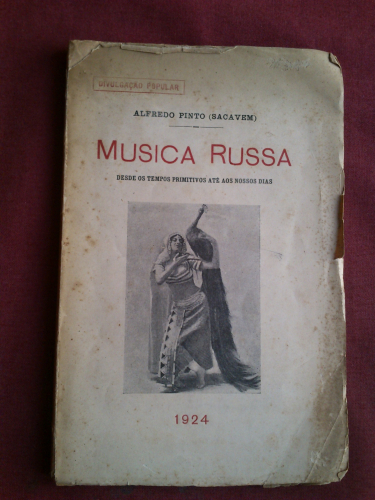 DIVULGAÇÃO POPULAR
ALFREDO PINTO (SACAVEM)
MUSICA RUSSA
DESDE OS TEMPOS PRIMITIVOS ATÉ AOS NOSSOS DIAS
1924